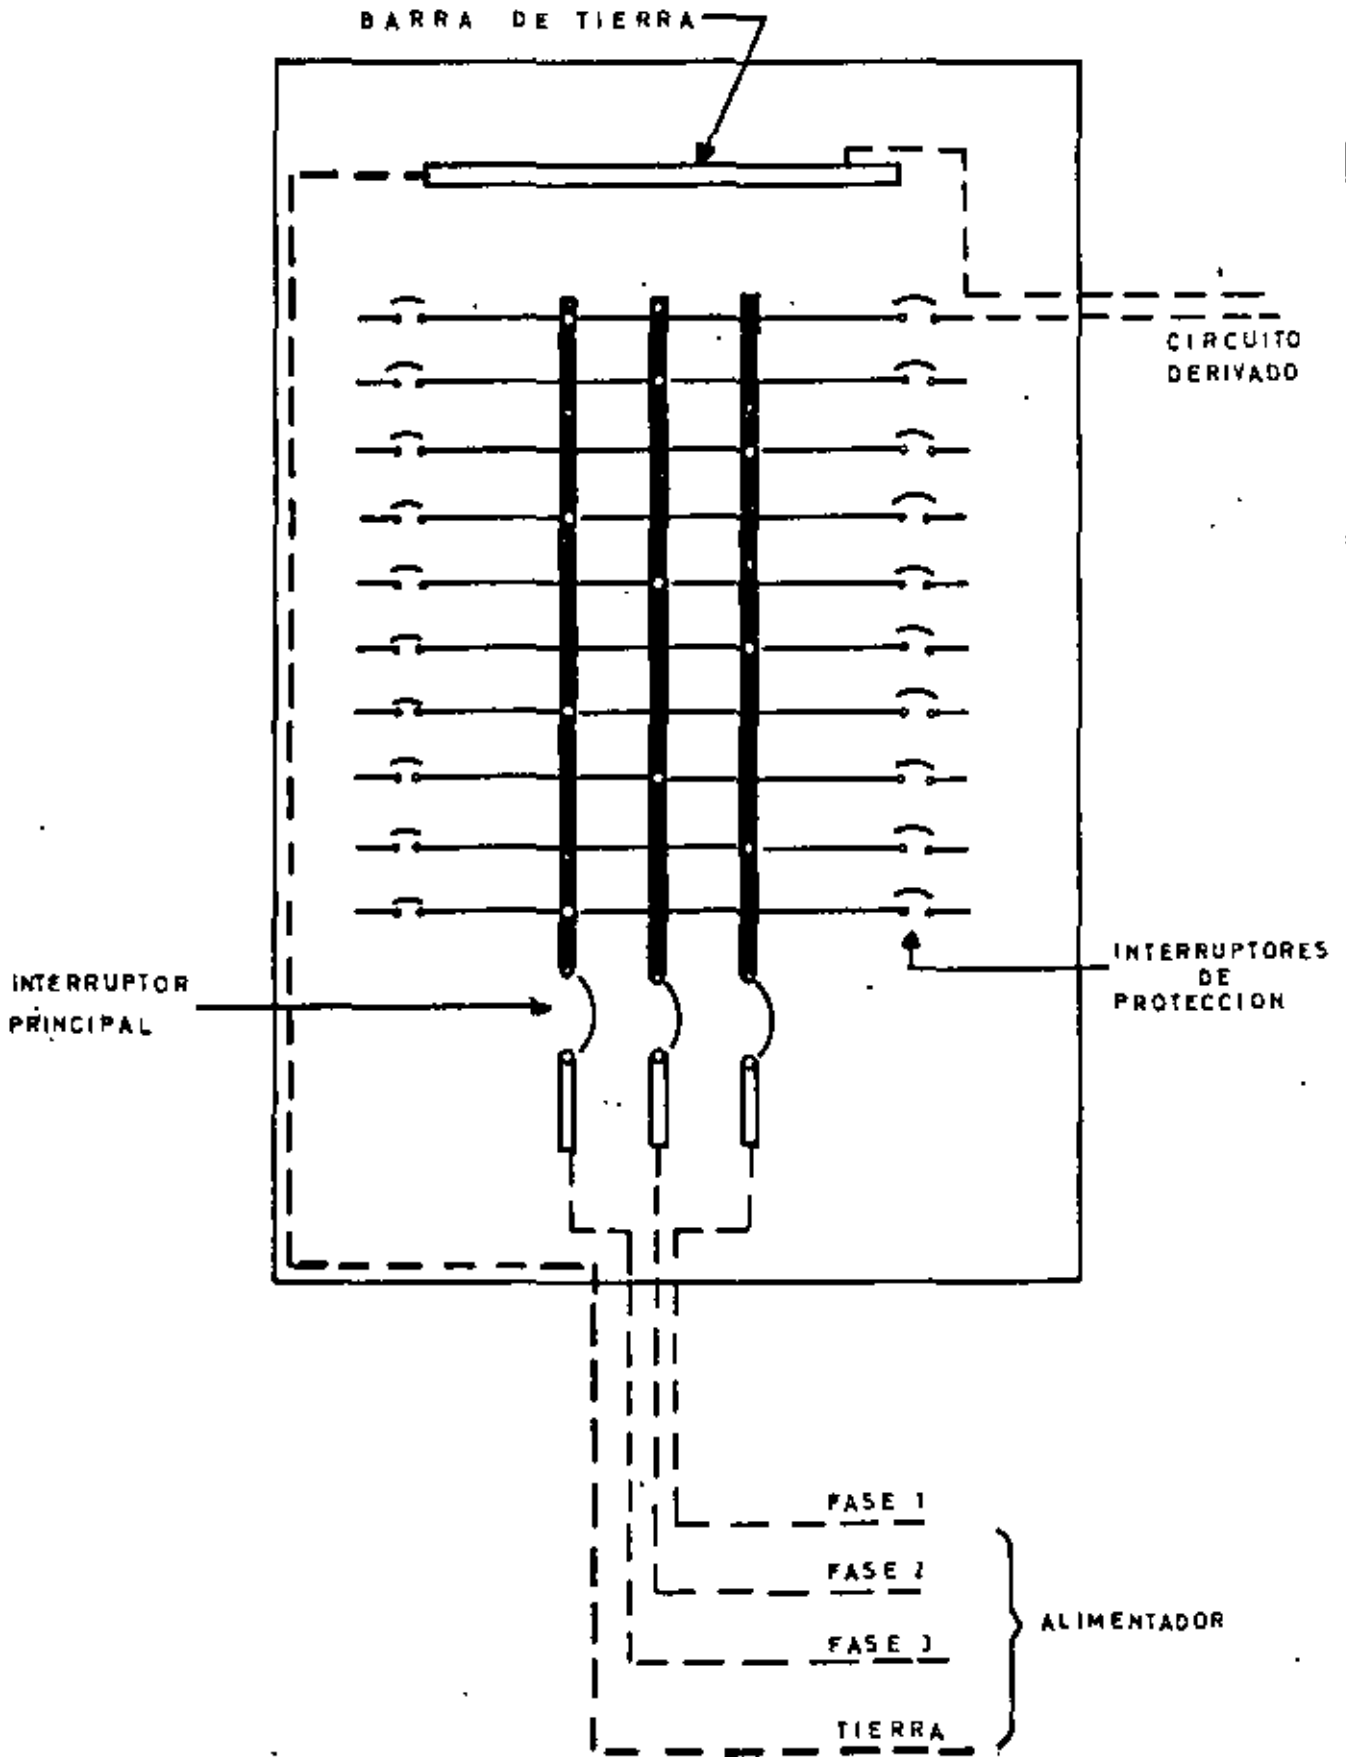 BARRA DE TIERRA
CIRCUITO
DERIVADO
INTERRUPTOR
PRINCIPAL
INTERRUPTORES
DE
PROTECCION
FASE 1
FASE 2
FASE 3
ALIMENTADOR
TIERRA